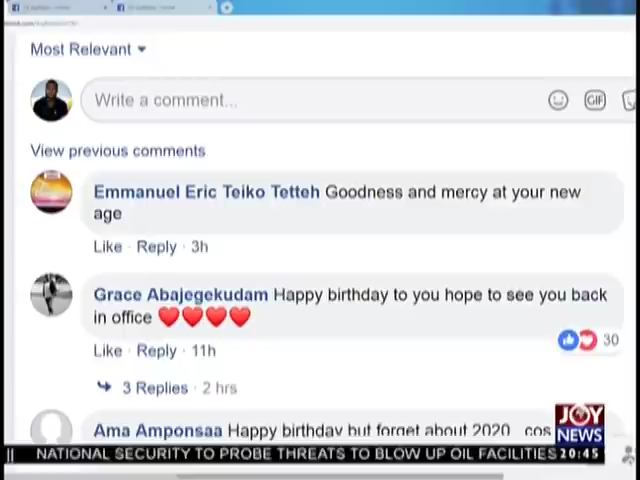 Most Relevant
Write a comment...
GIF
View previous comments
Emmanuel Eric Teiko Tetteh Goodness and mercy at your new
age
Like · Reply · 3h
Grace Abajegekudam Happy birthday to you hope to see you back
in office ❤❤❤❤
30
Like · Reply · 11h
3 Replies · 2 hrs
Ama Amponsaa Happy birthday but forget about 2020 cos
JOY
NEWS
NATIONAL SECURITY TO PROBE THREATS TO BLOW UP OIL FACILITIES 20:45